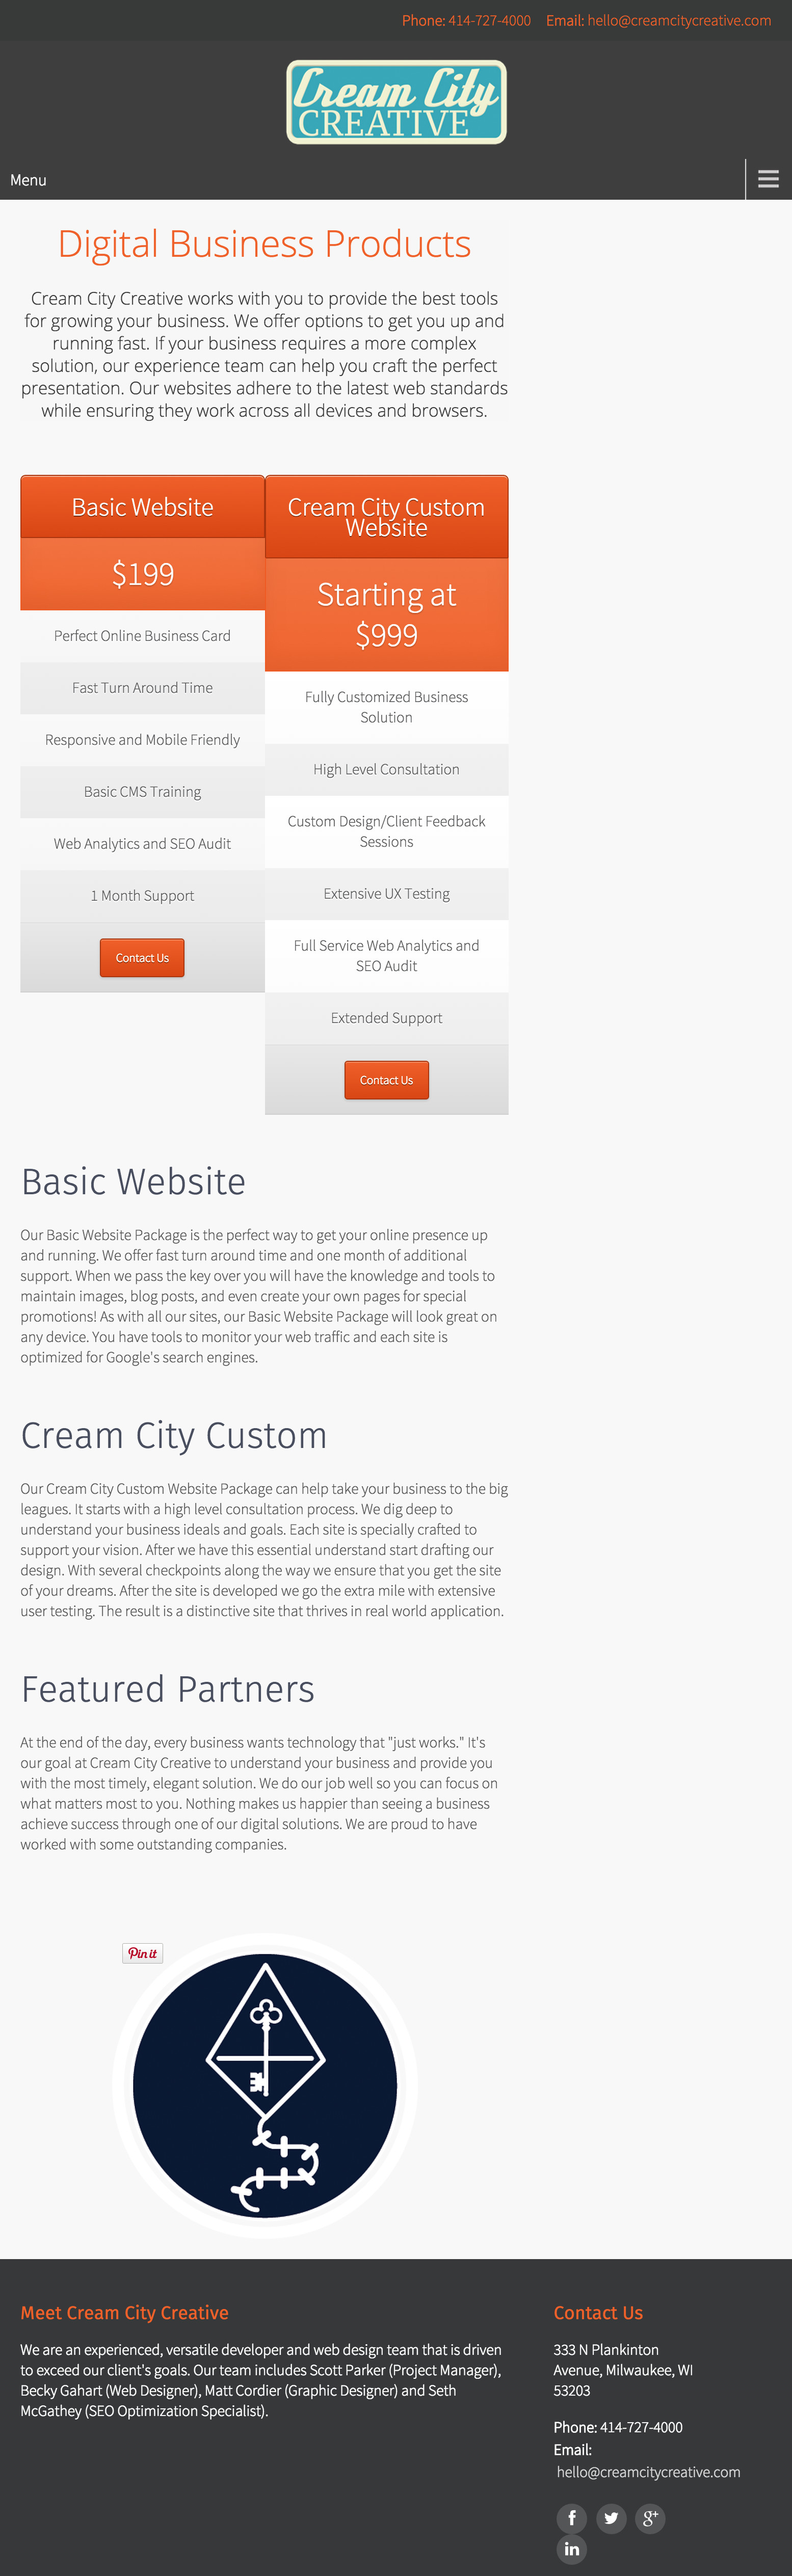 Phone: 414-727-4000 Email: hello@creamcitycreative.com
Cream City
CREATIVE
Menu
Digital Business Products
Cream City Creative works with you to provide the best tools
for growing your business. We offer options to get you up and
running fast. If your business requires a more complex
solution, our experience team can help you craft the perfect
presentation. Our websites adhere to the latest web standards
while ensuring they work across all devices and browsers.
Basic Website
$199
Perfect Online Business Card
Fast Turn Around Time
Responsive and Mobile Friendly
Basic CMS Training
Web Analytics and SEO Audit
1 Month Support
Contact Us
Cream City Custom
Website
Starting at
$999
Fully Customized Business
Solution
High Level Consultation
Custom Design/Client Feedback
Sessions
Extensive UX Testing
Full Service Web Analytics and
SEO Audit
Extended Support
Contact Us
Basic Website
Our Basic Website Package is the perfect way to get your online presence up
and running. We offer fast turn around time and one month of additional
support. When we pass the key over you will have the knowledge and tools to
maintain images, blog posts, and even create your own pages for special
promotions! As with all our sites, our Basic Website Package will look great on
any device. You have tools to monitor your web traffic and each site is
optimized for Google's search engines.
Cream City Custom
Our Cream City Custom Website Package can help take your business to the big
leagues. It starts with a high level consultation process. We dig deep to
understand your business ideals and goals. Each site is specially crafted to
support your vision. After we have this essential understand start drafting our
design. With several checkpoints along the way we ensure that you get the site
of your dreams. After the site is developed we go the extra mile with extensive
user testing. The result is a distinctive site that thrives in real world application.
Featured Partners
At the end of the day, every business wants technology that "just works." It's
our goal at Cream City Creative to understand your business and provide you
with the most timely, elegant solution. We do our job well so you can focus on
what matters most to you. Nothing makes us happier than seeing a business
achieve success through one of our digital solutions. We are proud to have
worked with some outstanding companies.
Pin it
Meet Cream City Creative
We are an experienced, versatile developer and web design team that is driven
to exceed our client's goals. Our team includes Scott Parker (Project Manager),
Becky Gahart (Web Designer), Matt Cordier (Graphic Designer) and Seth
McGathey (SEO Optimization Specialist).
Contact Us
333 N Plankinton
Avenue, Milwaukee, WI
53203
Phone: 414-727-4000
Email:
hello@creamcitycreative.com
f g+
in